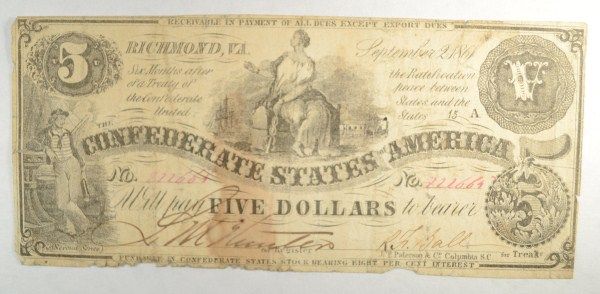 RECEIVABLE IN PAYMENT OF ALL DUES EXCEPT EXPORT DUES
5
RICHMOND, VA.
September 2, 1861
Six Months after the Ratification
of a Treaty of peace between
the Confederate States and the
United States 15 A
V
THE
CONFEDERATE STATES AMERICA
No. No.
Will pay FIVE DOLLARS to bearer
5
Register for Treas
J. T. Paterson & Co. Columbia S.C.
FUNDABLE IN CONFEDERATE STATES STOCK BEARING EIGHT PER CENT INTEREST